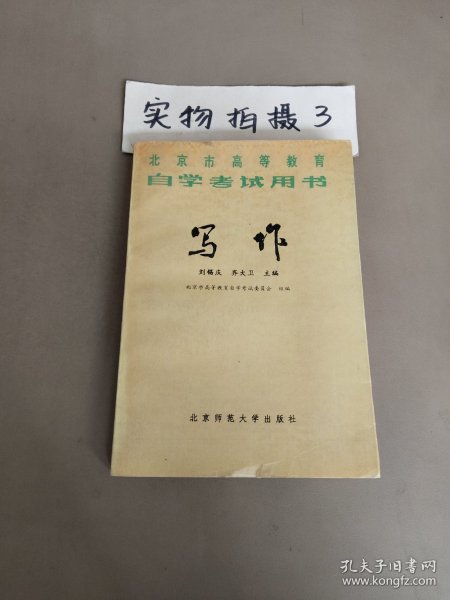 实物拍摄3
北京市高等教育
自学考试用书
写作
刘锡庆 齐大卫 主编
北京市高等教育自学考试委员会 组编
北京师范大学出版社
孔夫子旧书网
www.kongfz.com